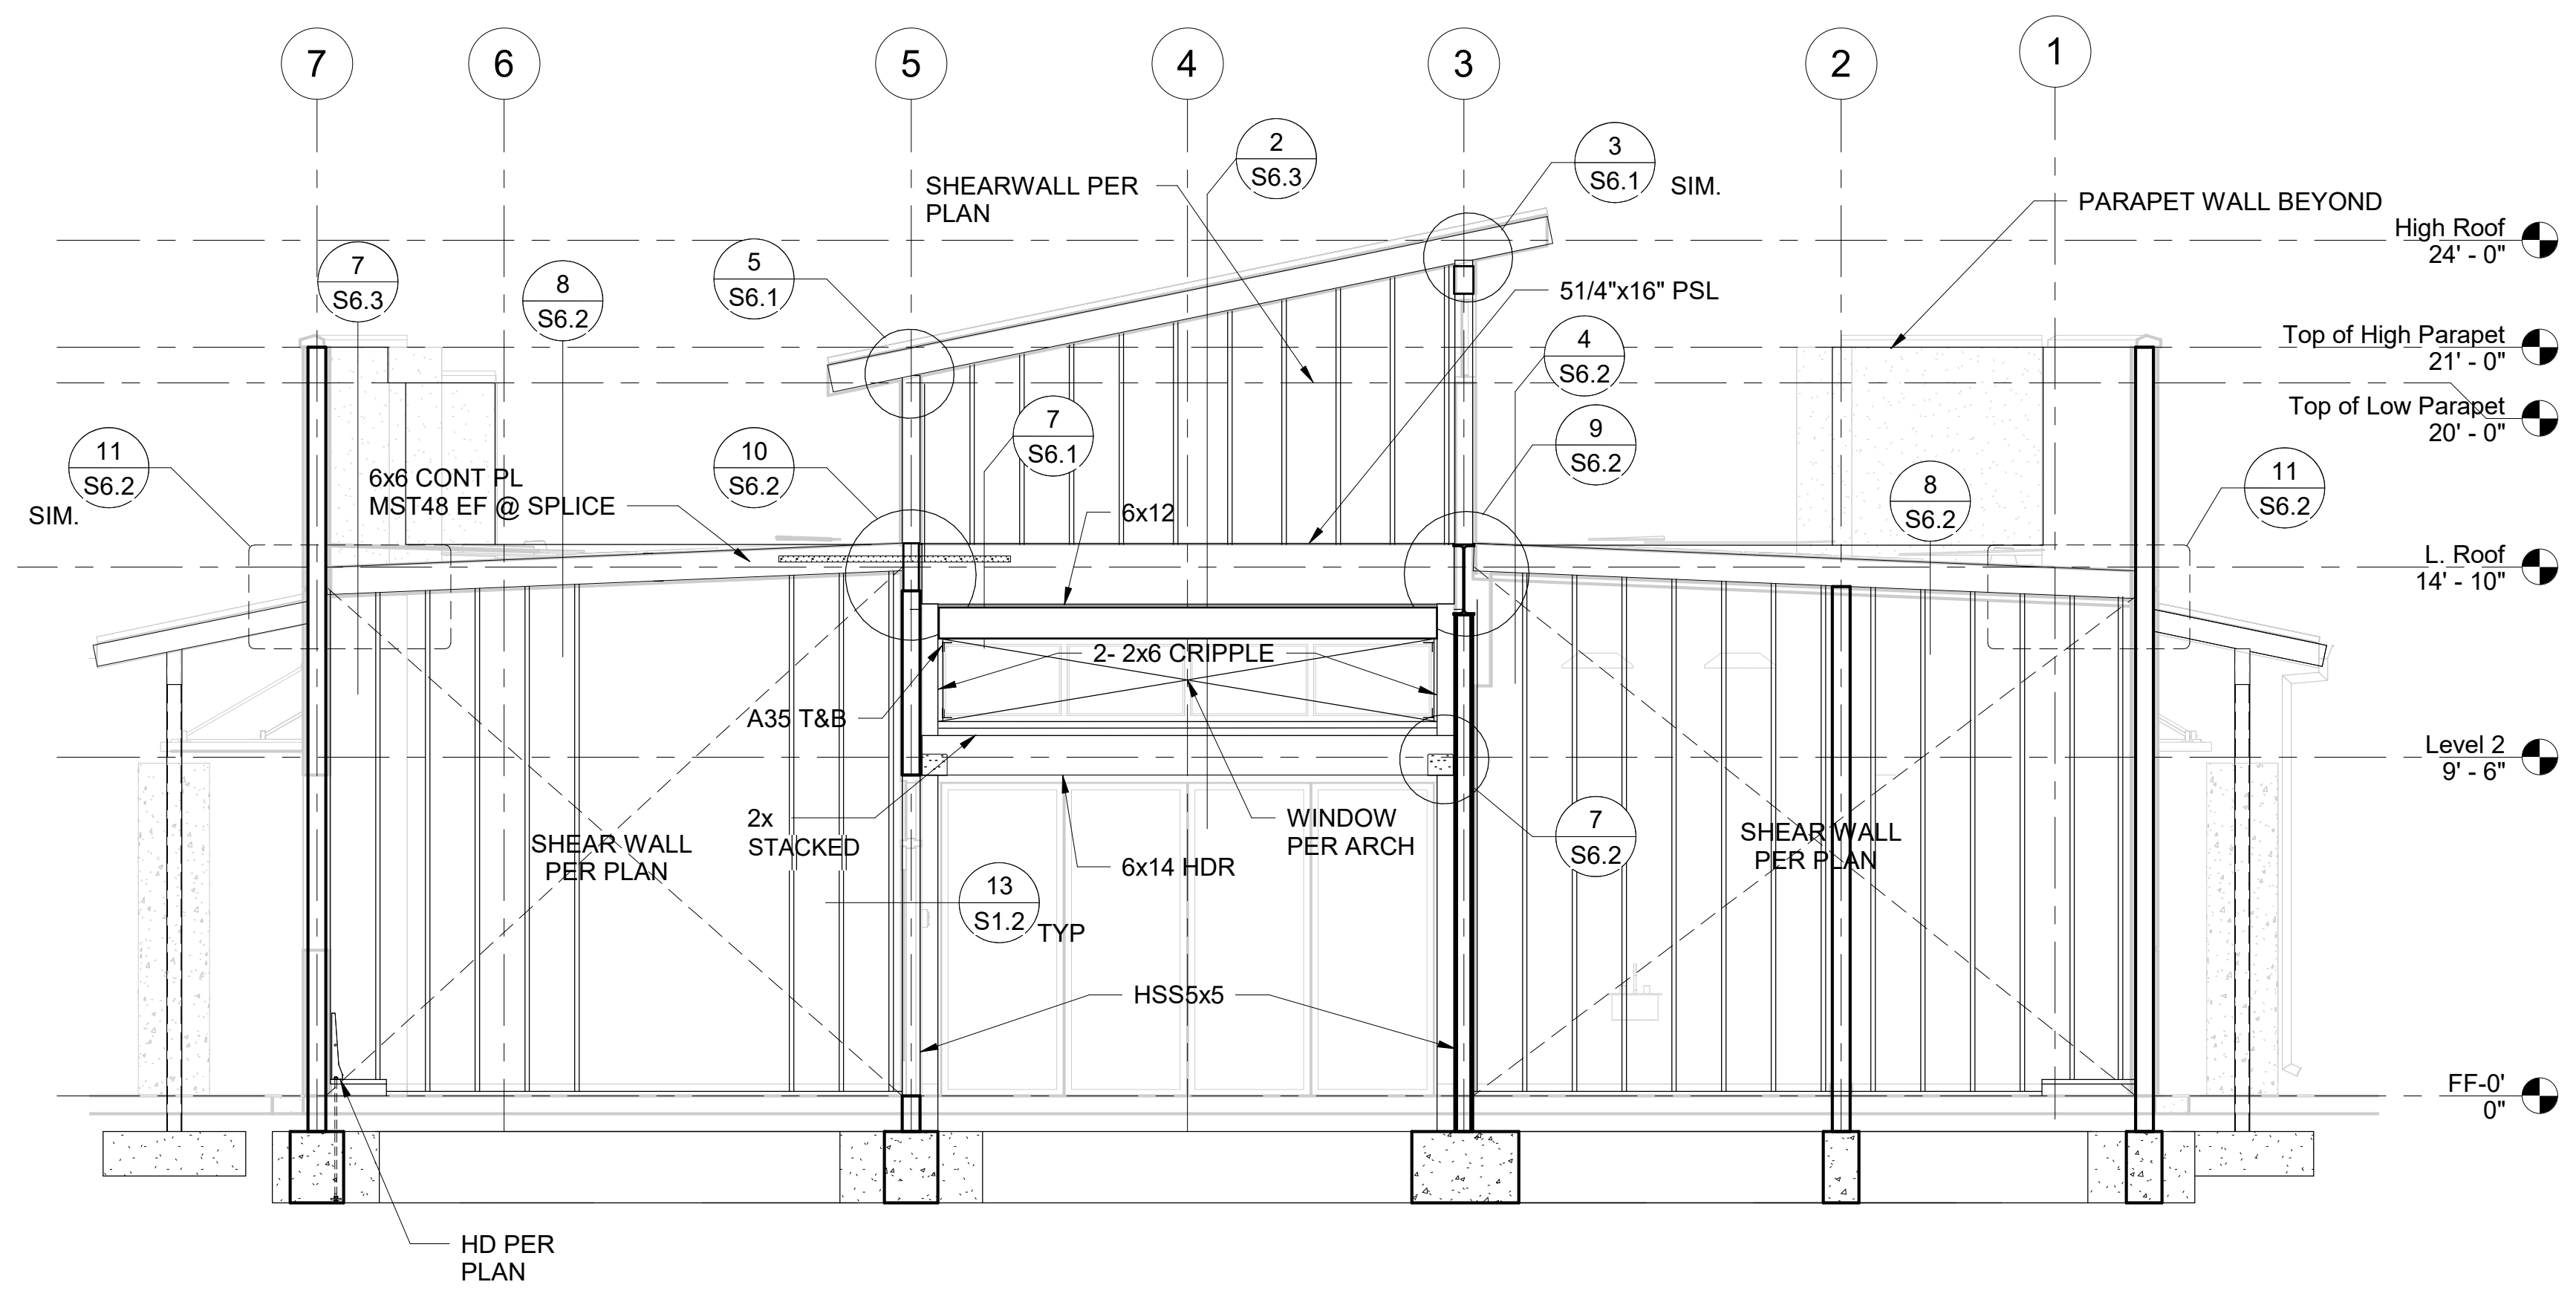 7
6
5
4
3
2
1
2
S6.3
3
S6.1
SIM.
SHEARWALL PER
PLAN
PARAPET WALL BEYOND
High Roof
24' - 0"
7
S6.3
8
S6.2
5
S6.1
51/4"x16" PSL
4
S6.2
Top of High Parapet
21' - 0"
Top of Low Parapet
20' - 0"
11
S6.2
SIM.
6x6 CONT PL
MST48 EF @ SPLICE
10
S6.2
7
S6.1
6x12
9
S6.2
8
S6.2
11
S6.2
L. Roof
14' - 10"
2- 2x6 CRIPPLE
A35 T&B
Level 2
9' - 6"
2x
STACKED
WINDOW
PER ARCH
7
S6.2
SHEAR WALL
PER PLAN
SHEAR WALL
PER PLAN
6x14 HDR
13
S1.2
TYP
HSS5x5
FF-0'
0"
HD PER
PLAN